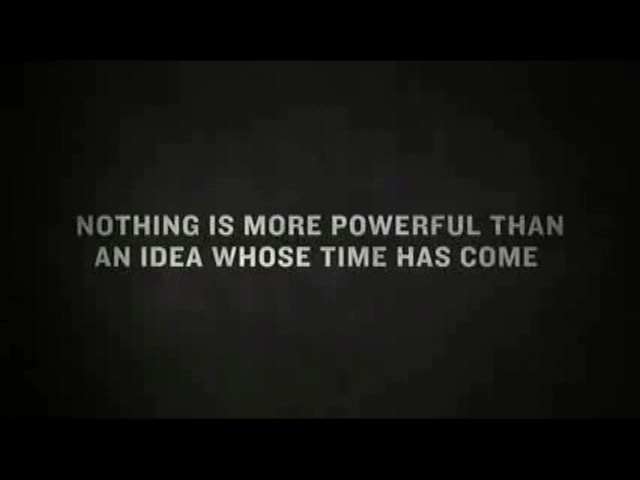 NOTHING IS MORE POWERFUL THAN
AN IDEA WHOSE TIME HAS COME